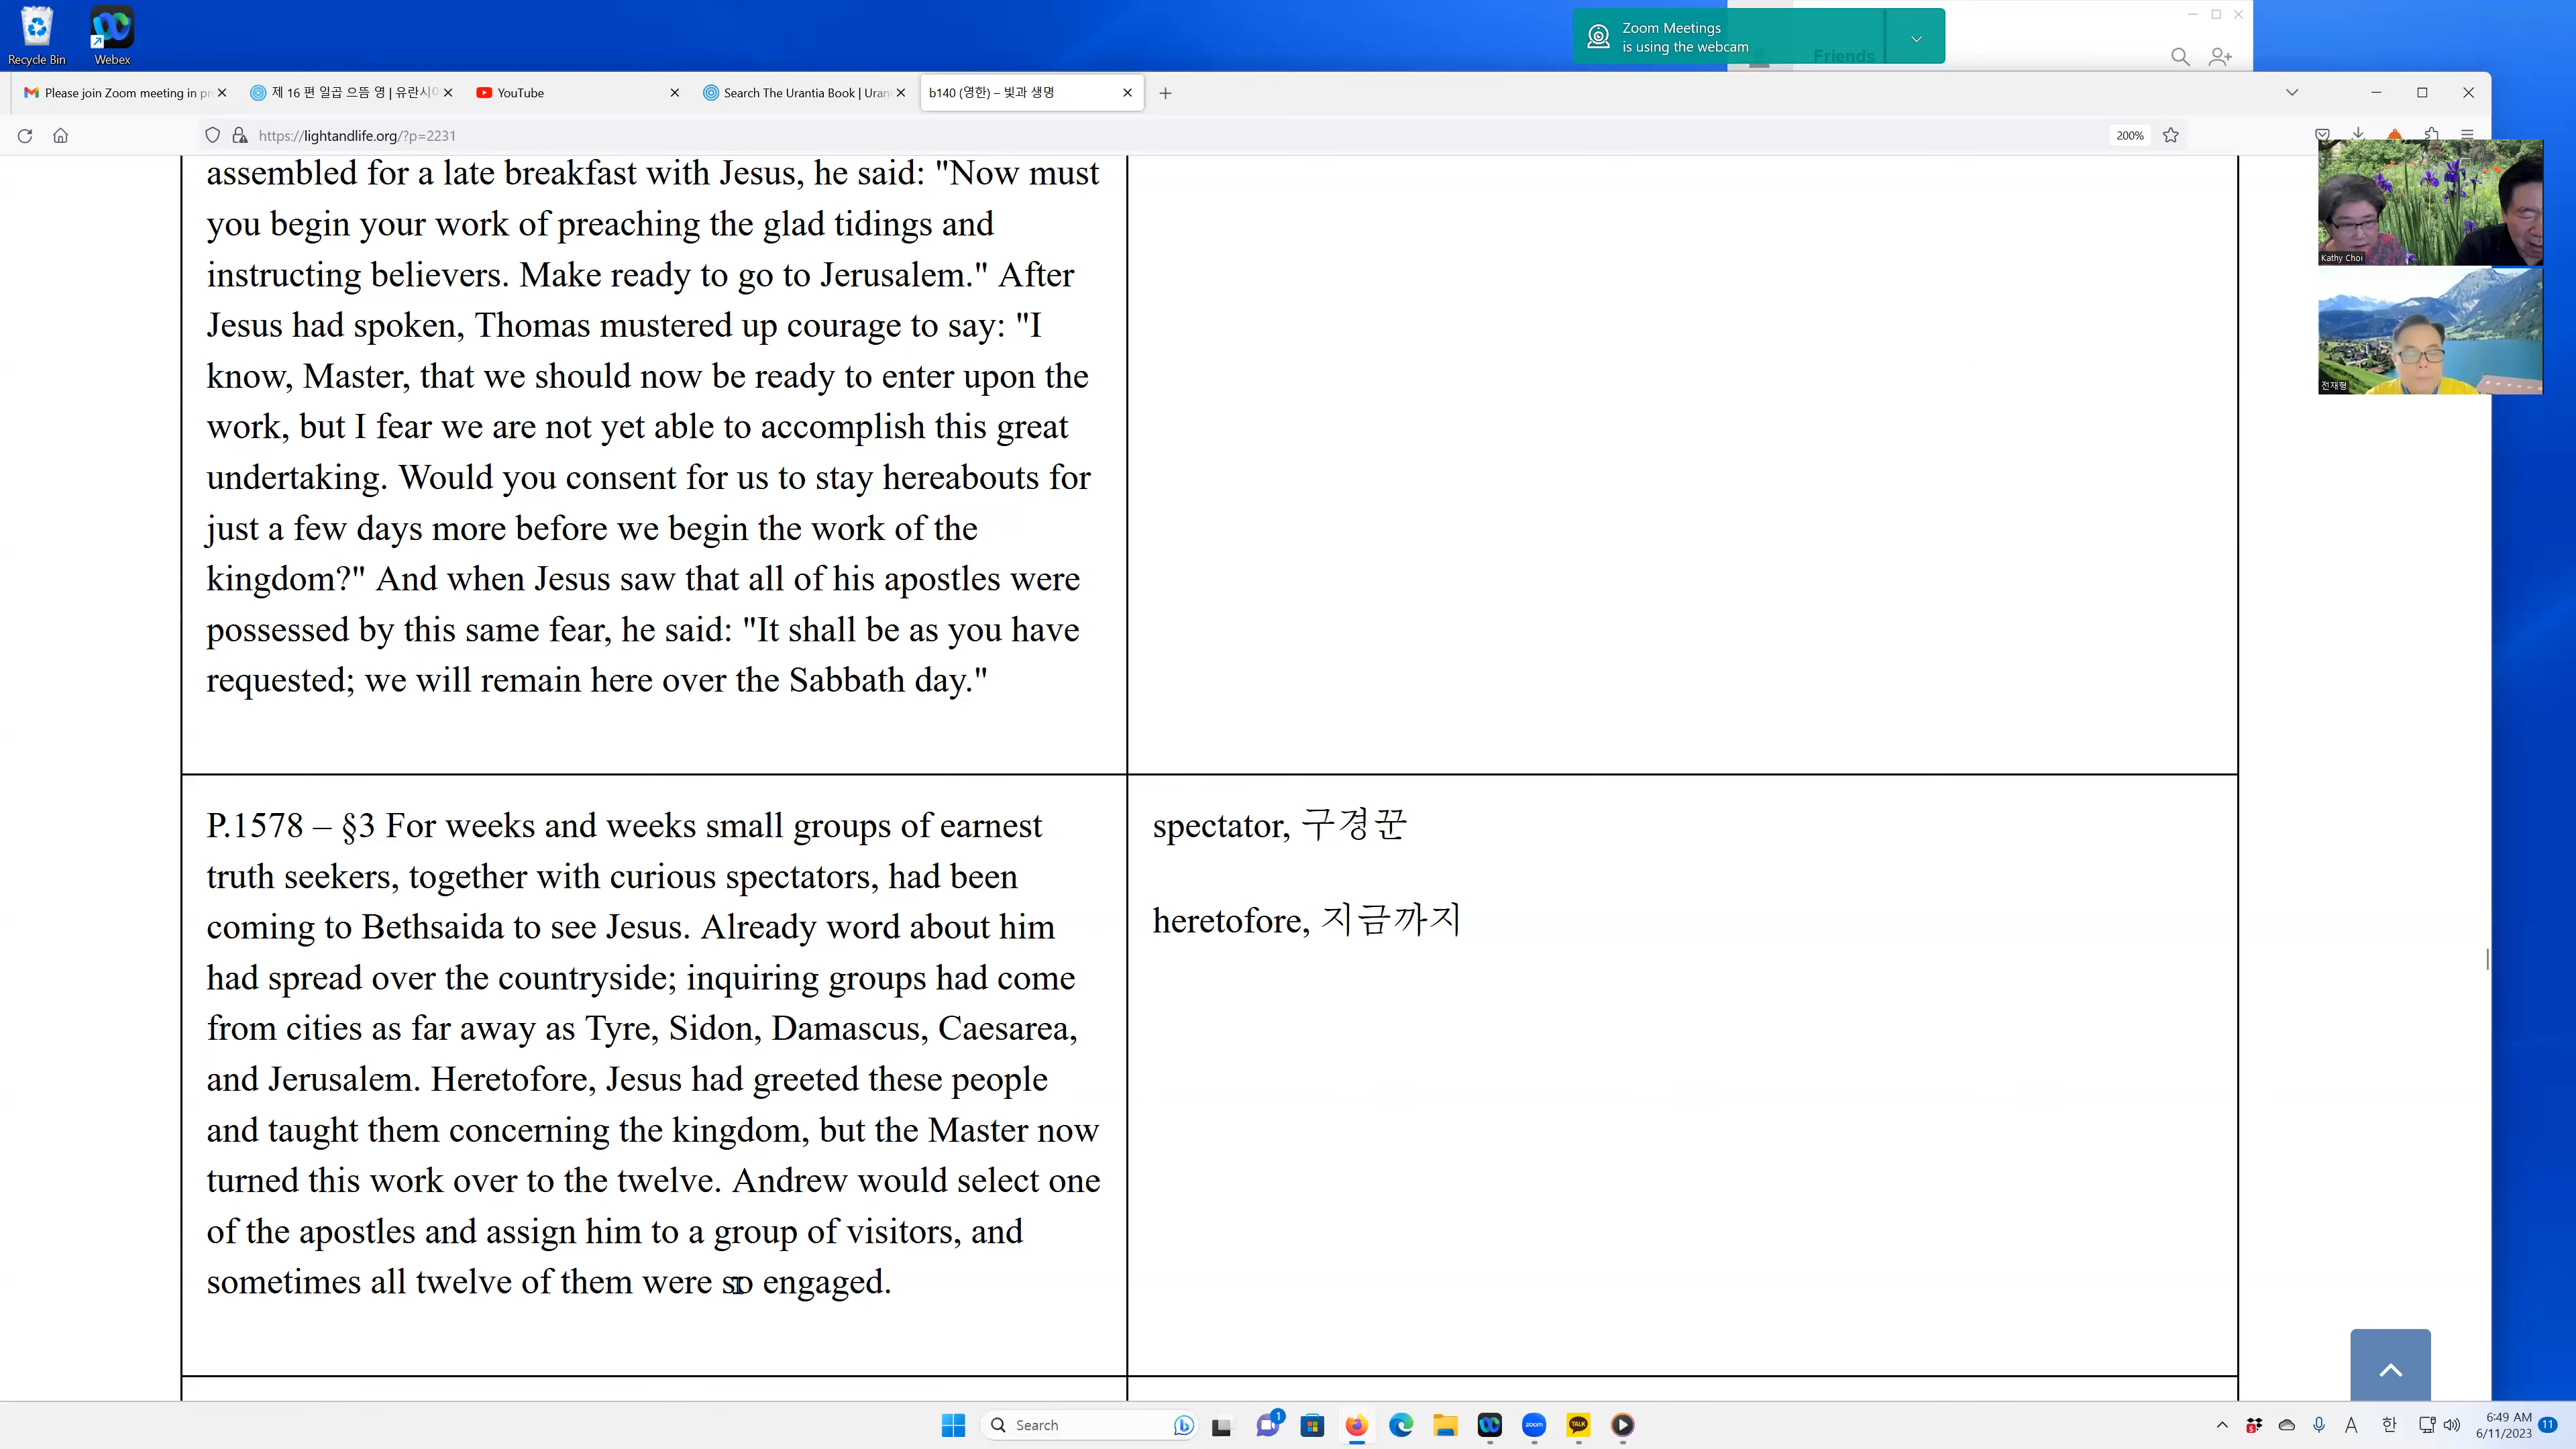 Recycle Bin
Webex
Zoom Meetings
is using the webcam
Friends
Please join Zoom meeting in pr
제 16 편 일곱 으뜸 영 | 유란시아
YouTube
Search The Urantia Book | Uran
b140 (영한) – 빛과 생명
https://lightandlife.org/?p=2231
200%
Kathy Choi
전재형
assembled for a late breakfast with Jesus, he said: "Now must
you begin your work of preaching the glad tidings and
instructing believers. Make ready to go to Jerusalem." After
Jesus had spoken, Thomas mustered up courage to say: "I
know, Master, that we should now be ready to enter upon the
work, but I fear we are not yet able to accomplish this great
undertaking. Would you consent for us to stay hereabouts for
just a few days more before we begin the work of the
kingdom?" And when Jesus saw that all of his apostles were
possessed by this same fear, he said: "It shall be as you have
requested; we will remain here over the Sabbath day."
P.1578 – §3 For weeks and weeks small groups of earnest
truth seekers, together with curious spectators, had been
coming to Bethsaida to see Jesus. Already word about him
had spread over the countryside; inquiring groups had come
from cities as far away as Tyre, Sidon, Damascus, Caesarea,
and Jerusalem. Heretofore, Jesus had greeted these people
and taught them concerning the kingdom, but the Master now
turned this work over to the twelve. Andrew would select one
of the apostles and assign him to a group of visitors, and
sometimes all twelve of them were so engaged.
spectator, 구경꾼
heretofore, 지금까지
Search
1
zoom
TALK
A
한
6:49 AM
6/11/2023
11